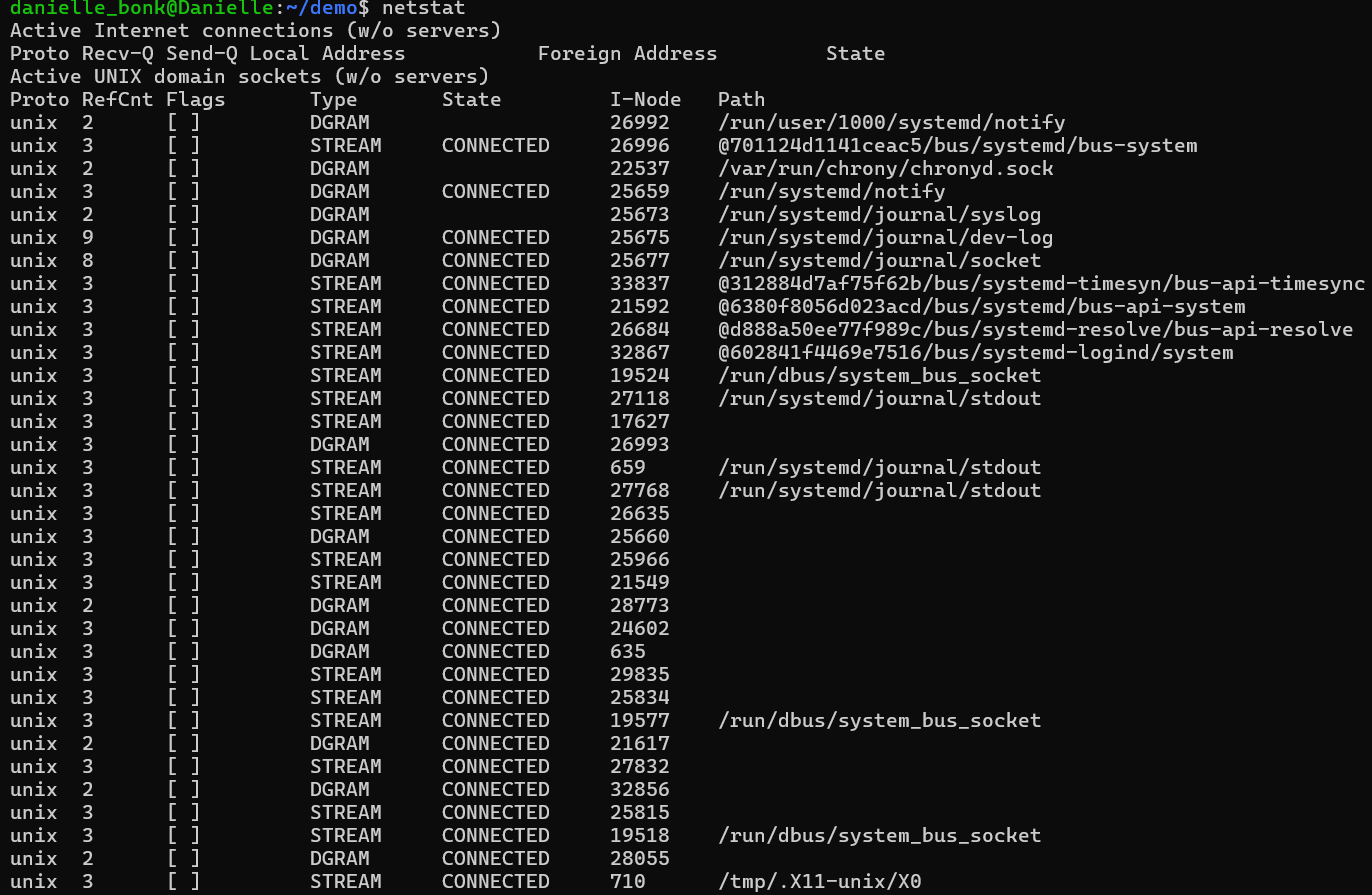 danielle_bonk@Danielle:~/demo$ netstat
Active Internet connections (w/o servers)
Proto Recv-Q Send-Q Local Address           Foreign Address         State
Active UNIX domain sockets (w/o servers)
Proto RefCnt Flags       Type       State         I-Node   Path
unix  2      [ ]         DGRAM                    26992    /run/user/1000/systemd/notify
unix  3      [ ]         STREAM     CONNECTED     26996    @701124d1141ceac5/bus/systemd/bus-system
unix  2      [ ]         DGRAM                    22537    /var/run/chrony/chronyd.sock
unix  3      [ ]         DGRAM      CONNECTED     25659    /run/systemd/notify
unix  2      [ ]         DGRAM                    25673    /run/systemd/journal/syslog
unix  9      [ ]         DGRAM      CONNECTED     25675    /run/systemd/journal/dev-log
unix  8      [ ]         DGRAM      CONNECTED     25677    /run/systemd/journal/socket
unix  3      [ ]         STREAM     CONNECTED     33837    @312884d7af75f62b/bus/systemd-timesyn/bus-api-timesync
unix  3      [ ]         STREAM     CONNECTED     21592    @6380f8056d023acd/bus/systemd/bus-api-system
unix  3      [ ]         STREAM     CONNECTED     26684    @d888a50ee77f989c/bus/systemd-resolve/bus-api-resolve
unix  3      [ ]         STREAM     CONNECTED     32867    @602841f4469e7516/bus/systemd-logind/system
unix  3      [ ]         STREAM     CONNECTED     19524    /run/dbus/system_bus_socket
unix  3      [ ]         STREAM     CONNECTED     27118    /run/systemd/journal/stdout
unix  3      [ ]         STREAM     CONNECTED     17627
unix  3      [ ]         DGRAM      CONNECTED     26993
unix  3      [ ]         STREAM     CONNECTED     659      /run/systemd/journal/stdout
unix  3      [ ]         STREAM     CONNECTED     27768    /run/systemd/journal/stdout
unix  3      [ ]         STREAM     CONNECTED     26635
unix  3      [ ]         DGRAM      CONNECTED     25660
unix  3      [ ]         STREAM     CONNECTED     25966
unix  3      [ ]         STREAM     CONNECTED     21549
unix  2      [ ]         DGRAM      CONNECTED     28773
unix  3      [ ]         DGRAM      CONNECTED     24602
unix  3      [ ]         DGRAM      CONNECTED     635
unix  3      [ ]         STREAM     CONNECTED     29835
unix  3      [ ]         STREAM     CONNECTED     25834
unix  3      [ ]         STREAM     CONNECTED     19577    /run/dbus/system_bus_socket
unix  2      [ ]         DGRAM      CONNECTED     21617
unix  3      [ ]         STREAM     CONNECTED     27832
unix  2      [ ]         DGRAM      CONNECTED     32856
unix  3      [ ]         STREAM     CONNECTED     25815
unix  3      [ ]         STREAM     CONNECTED     19518    /run/dbus/system_bus_socket
unix  2      [ ]         DGRAM      CONNECTED     28055
unix  3      [ ]         STREAM     CONNECTED     710      /tmp/.X11-unix/X0